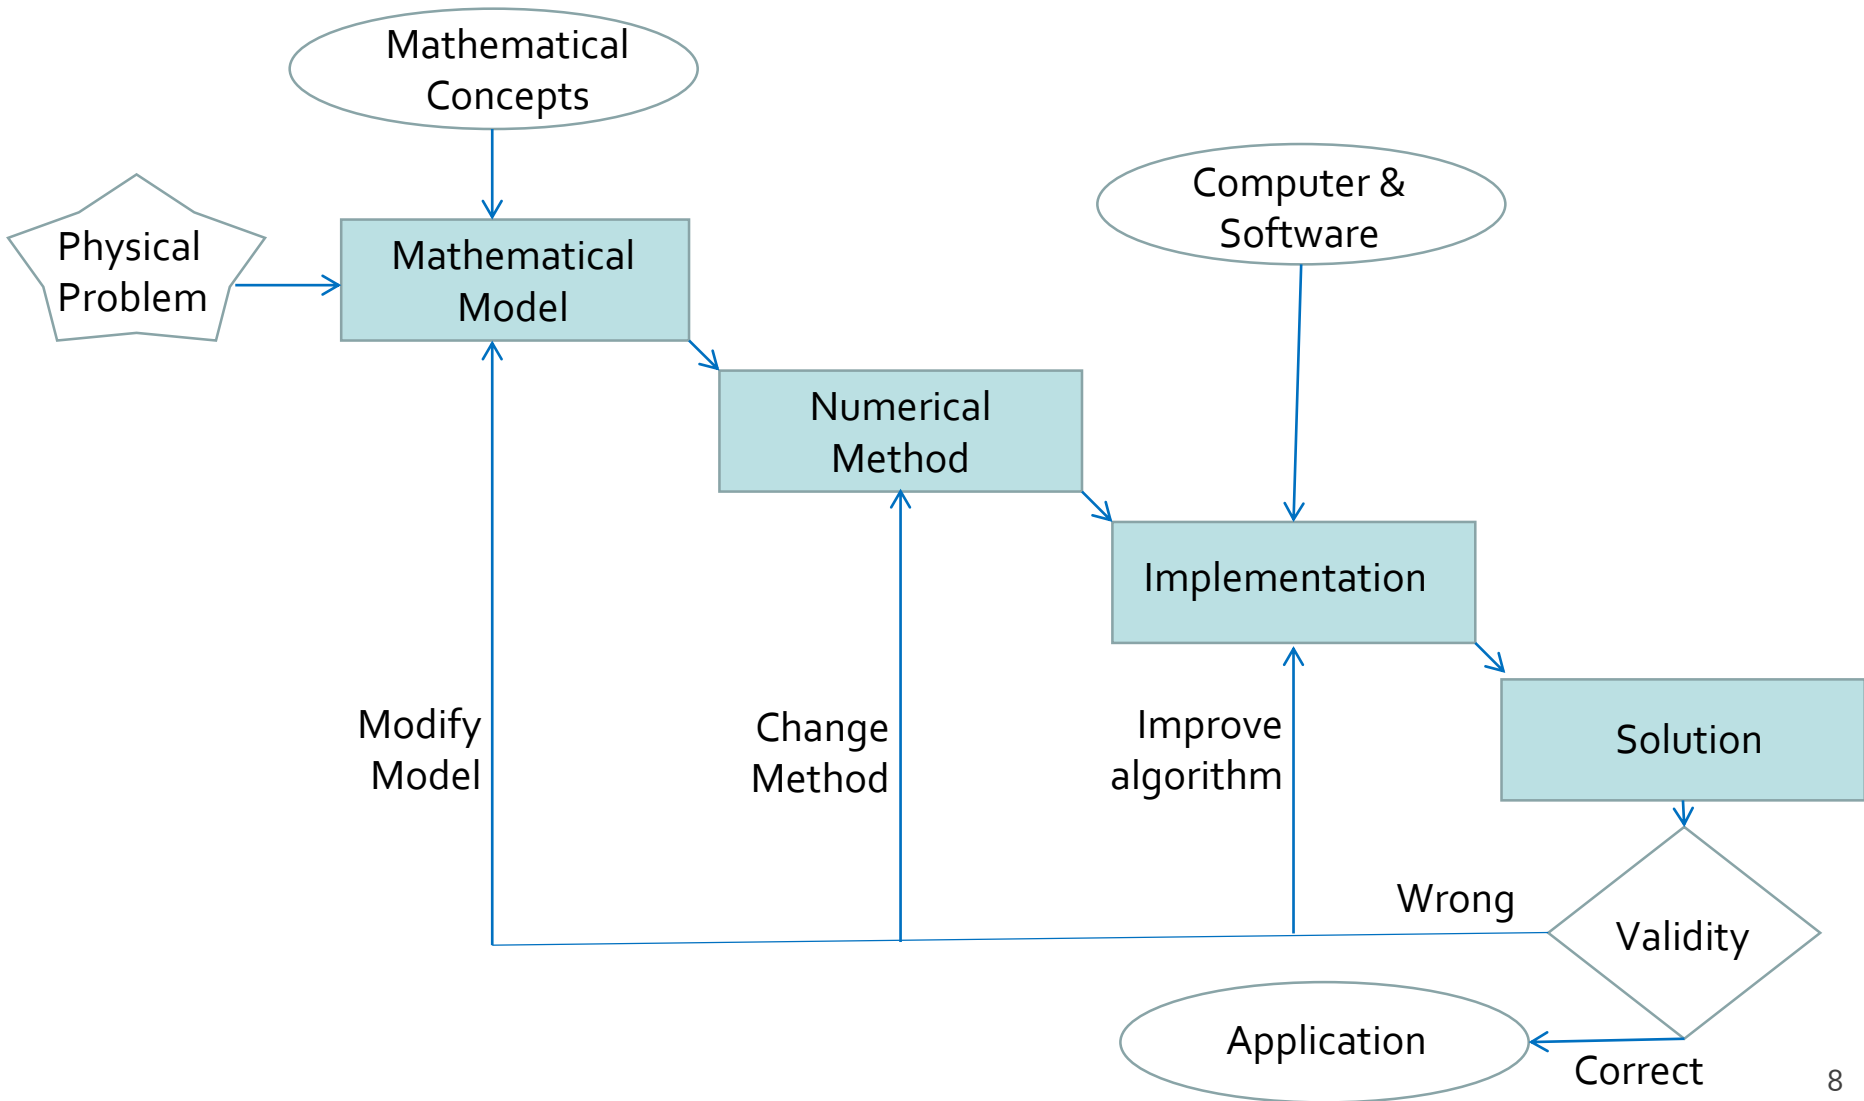 Mathematical
Concepts
Physical
Problem
Mathematical
Model
Computer &
Software
Numerical
Method
Implementation
Modify
Model
Change
Method
Improve
algorithm
Solution
Wrong
Validity
Application
Correct
8